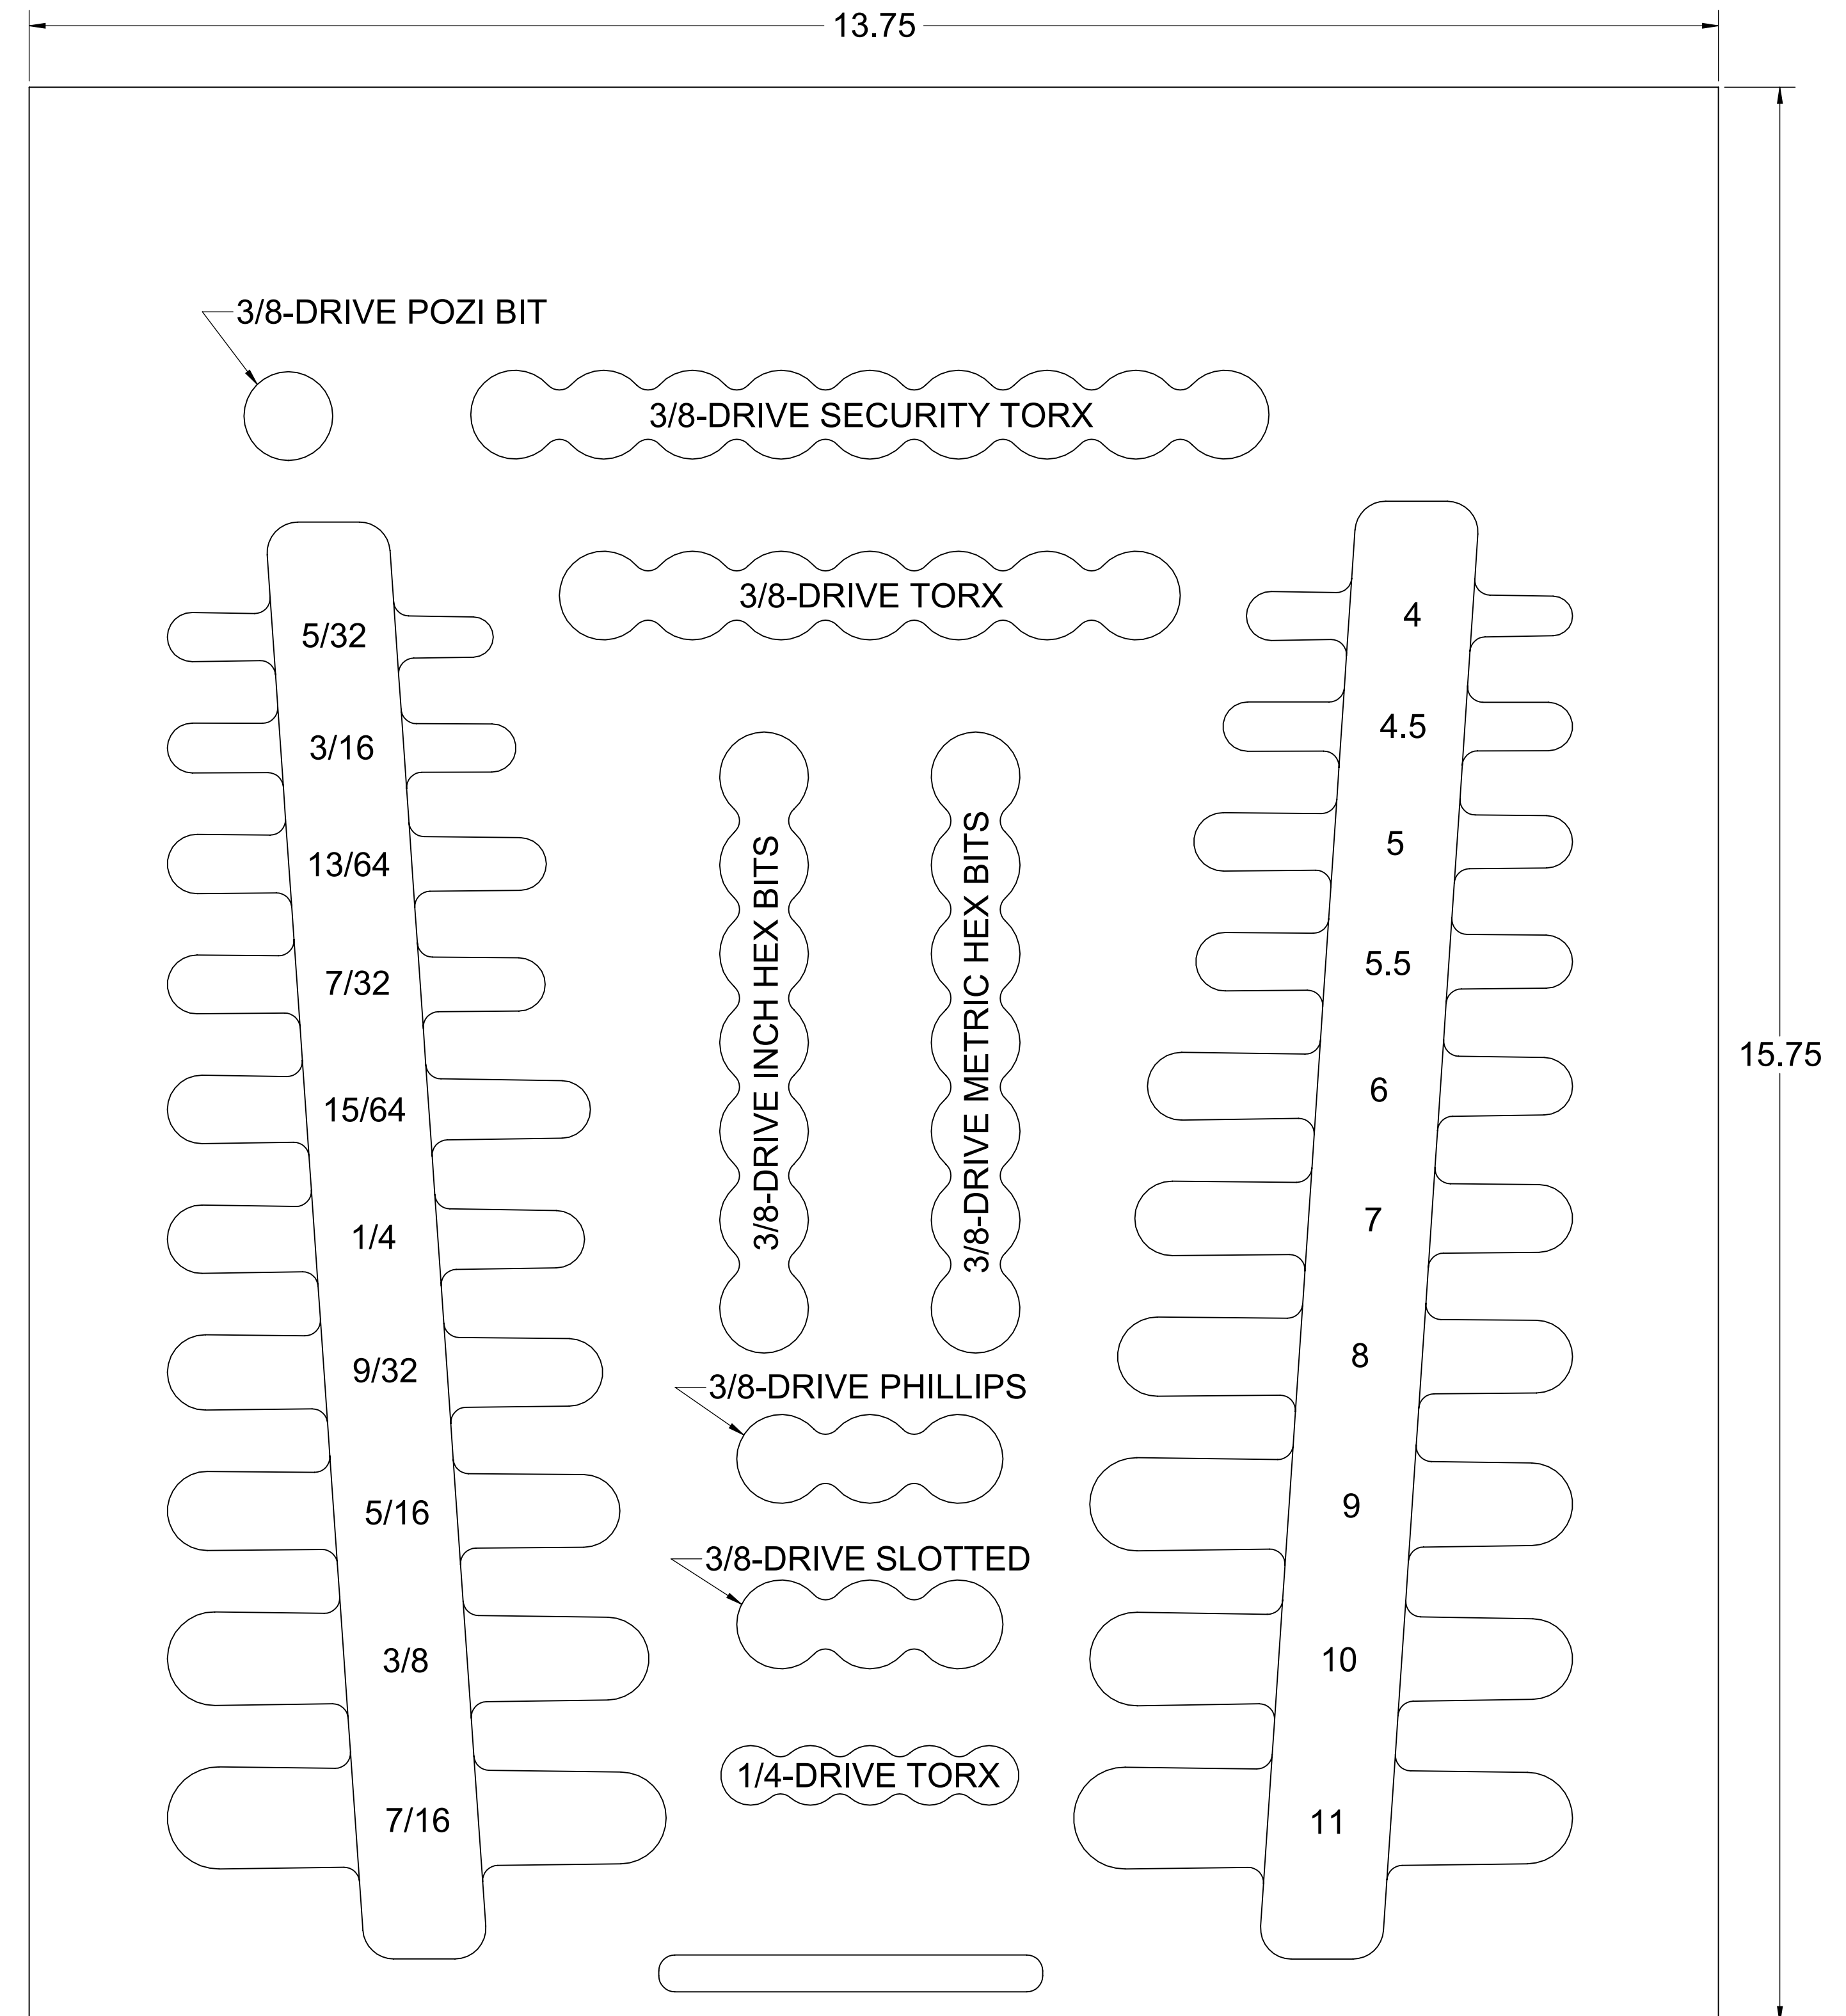 13.75
3/8-DRIVE POZI BIT
3/8-DRIVE SECURITY TORX
3/8-DRIVE TORX
5/32
3/16
13/64
7/32
15/64
1/4
9/32
5/16
3/8
7/16
3/8-DRIVE INCH HEX BITS
3/8-DRIVE METRIC HEX BITS
3/8-DRIVE PHILLIPS
3/8-DRIVE SLOTTED
1/4-DRIVE TORX
4
4.5
5
5.5
6
7
8
9
10
11
15.75